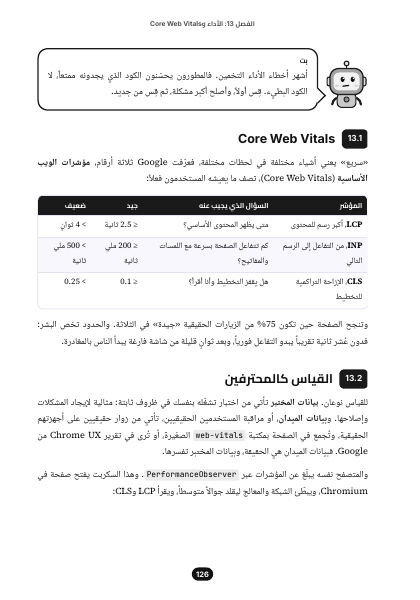 الفصل 13: الأداء وCore Web Vitals
بِت
أشهر أخطاء الأداء التخمين. فالمطورون يحسّنون الكود الذي يجدونه ممتعاً، لا
الكود البطيء. قِس أولاً، وأصلح أكبر مشكلة، ثم قِس من جديد.
13.1 Core Web Vitals
«سريع» يعني أشياء مختلفة في لحظات مختلفة، فعرّفت Google ثلاثة أرقام، مؤشرات الويب
الأساسية (Core Web Vitals)، تصف ما يعيشه المستخدمون فعلاً:
المؤشر السؤال الذي يجيب عنه جيد ضعيف
LCP، أكبر رسم للمحتوى متى يظهر المحتوى الأساسي؟ ≤ 2.5 ثانية > 4 ثوانٍ
INP، من التفاعل إلى الرسم كم تتفاعل الصفحة بسرعة مع اللمسات ≤ 200 ملي > 500 ملي
التالي والمفاتيح؟ ثانية ثانية
CLS، الإزاحة التراكمية هل يقفز التخطيط وأنا أقرأ؟ ≤ 0.1 > 0.25
للتخطيط
وتنجح الصفحة حين تكون 75% من الزيارات الحقيقية «جيدة» في الثلاثة. والحدود تخص البشر:
فدون عُشر ثانية تقريباً يبدو التفاعل فورياً، وبعد ثوانٍ قليلة من شاشة فارغة يبدأ الناس بالمغادرة.
13.2 القياس كالمحترفين
للقياس نوعان. بيانات المختبر تأتي من اختبار تشغّله بنفسك في ظروف ثابتة: مثالية لإيجاد المشكلات
وإصلاحها. وبيانات الميدان، أو مراقبة المستخدمين الحقيقيين، تأتي من زوار حقيقيين على أجهزتهم
الحقيقية، وتُجمع في الصفحة بمكتبة web-vitals الصغيرة، أو تُرى في تقرير Chrome UX من
Google. فبيانات الميدان هي الحقيقة، وبيانات المختبر تفسرها.
والمتصفح نفسه يبلّغ عن المؤشرات عبر PerformanceObserver. وهذا السكربت يفتح صفحة في
Chromium، ويبطّئ الشبكة والمعالج ليقلد جوالاً متوسطاً، ويقرأ LCP وCLS:
126